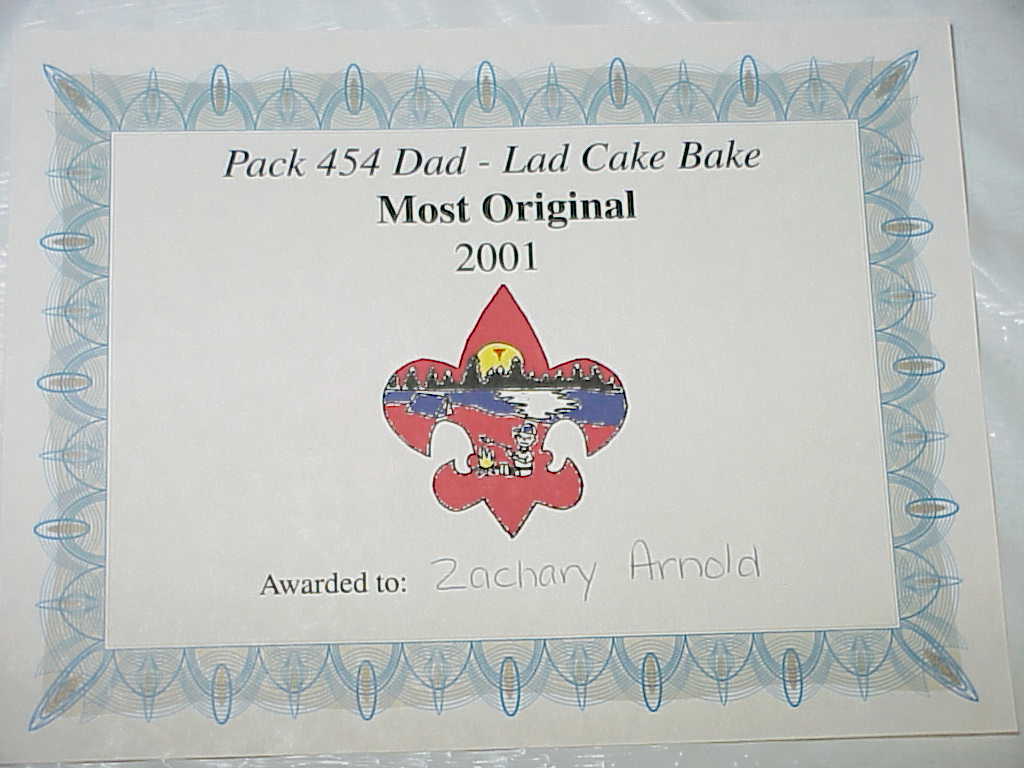 Pack 454 Dad - Lad Cake Bake
Most Original
2001
Awarded to: Zachary Arnold